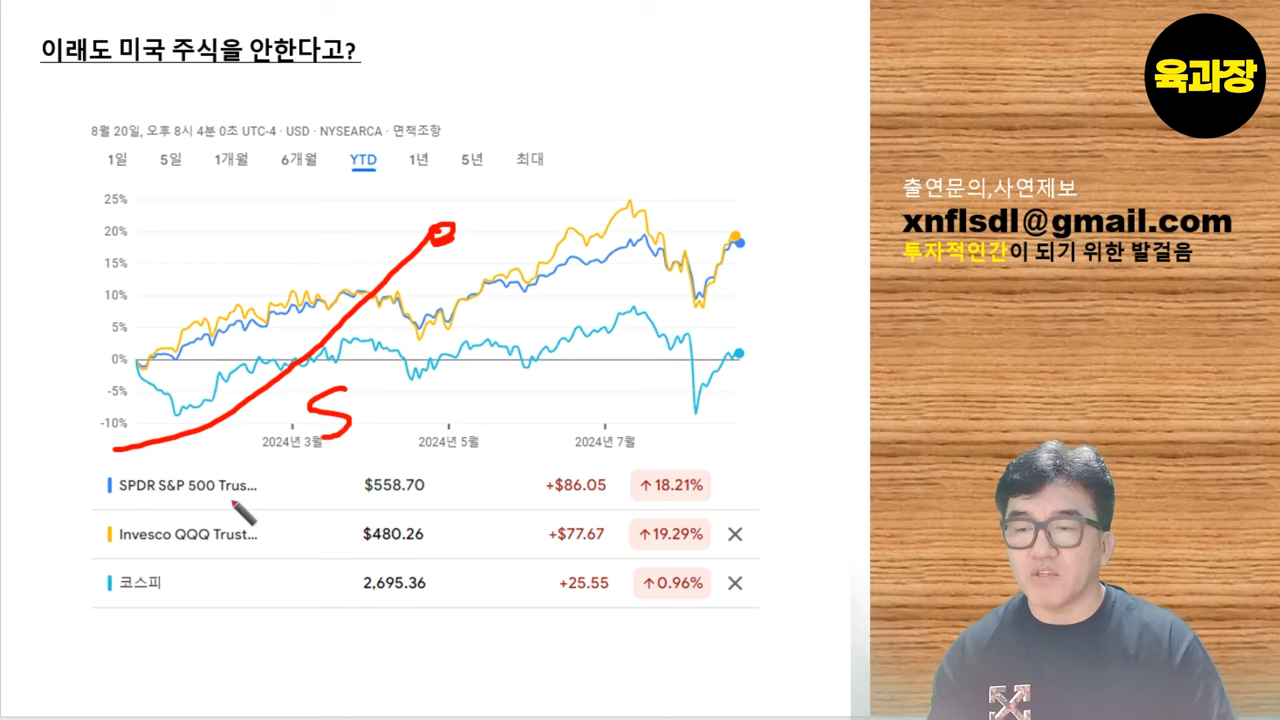 이래도 미국 주식을 안한다고?
육과장
출연문의,사연제보
xnflsdl@gmail.com
투자적인간이 되기 위한 발걸음
8월 20일, 오후 8시 4분 0초 UTC-4 · USD · NYSEARCA · 면책조항
1일 5일 1개월 6개월 YTD 1년 5년 최대
25%
20%
15%
10%
5%
0%
-5%
-10%
S
2024년 3월 2024년 5월 2024년 7월
SPDR S&P 500 Trus... $558.70 +$86.05 ↑18.21%
Invesco QQQ Trust... $480.26 +$77.67 ↑19.29%
코스피 2,695.36 +25.55 ↑0.96%